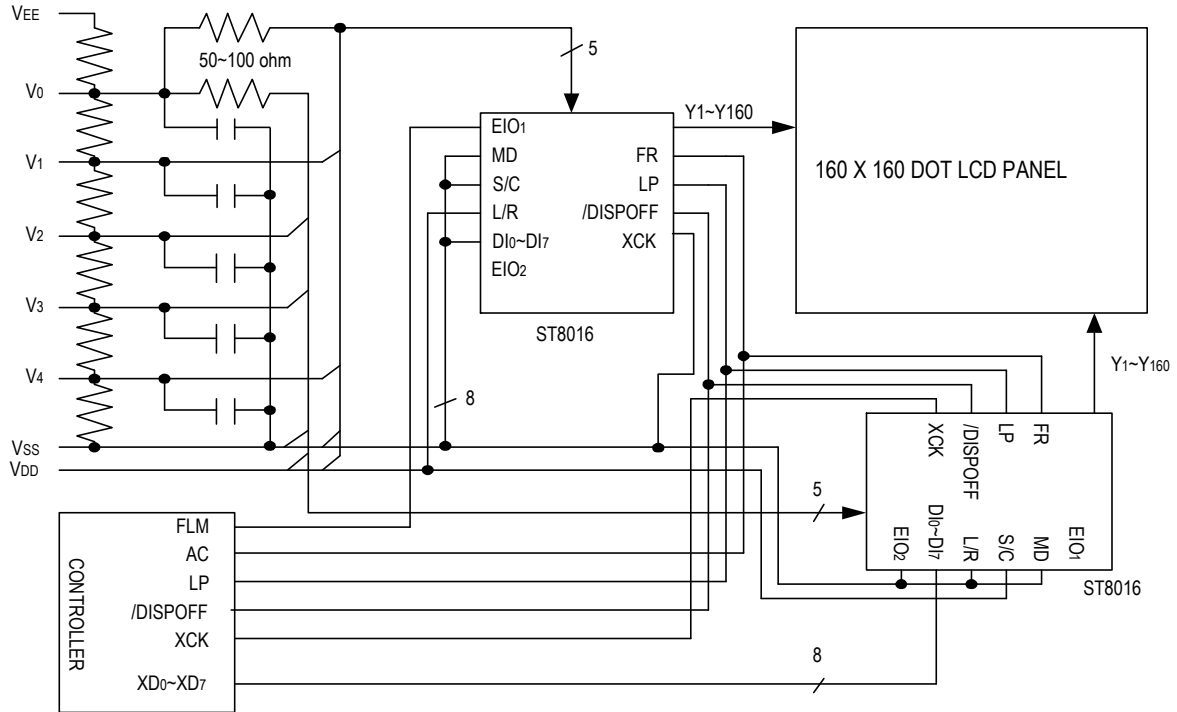 VEE
50~100 ohm
V0
V1
V2
V3
V4
VSS
VDD
5
EIO1
MD
S/C
L/R
DI0~DI7
EIO2
FR
LP
/DISPOFF
XCK
ST8016
Y1~Y160
160 X 160 DOT LCD PANEL
Y1~Y160
8
XCK
/DISPOFF
LP
FR
EIO2
DI0~DI7
L/R
S/C
MD
EIO1
ST8016
5
CONTROLLER
FLM
AC
LP
/DISPOFF
XCK
XD0~XD7
8